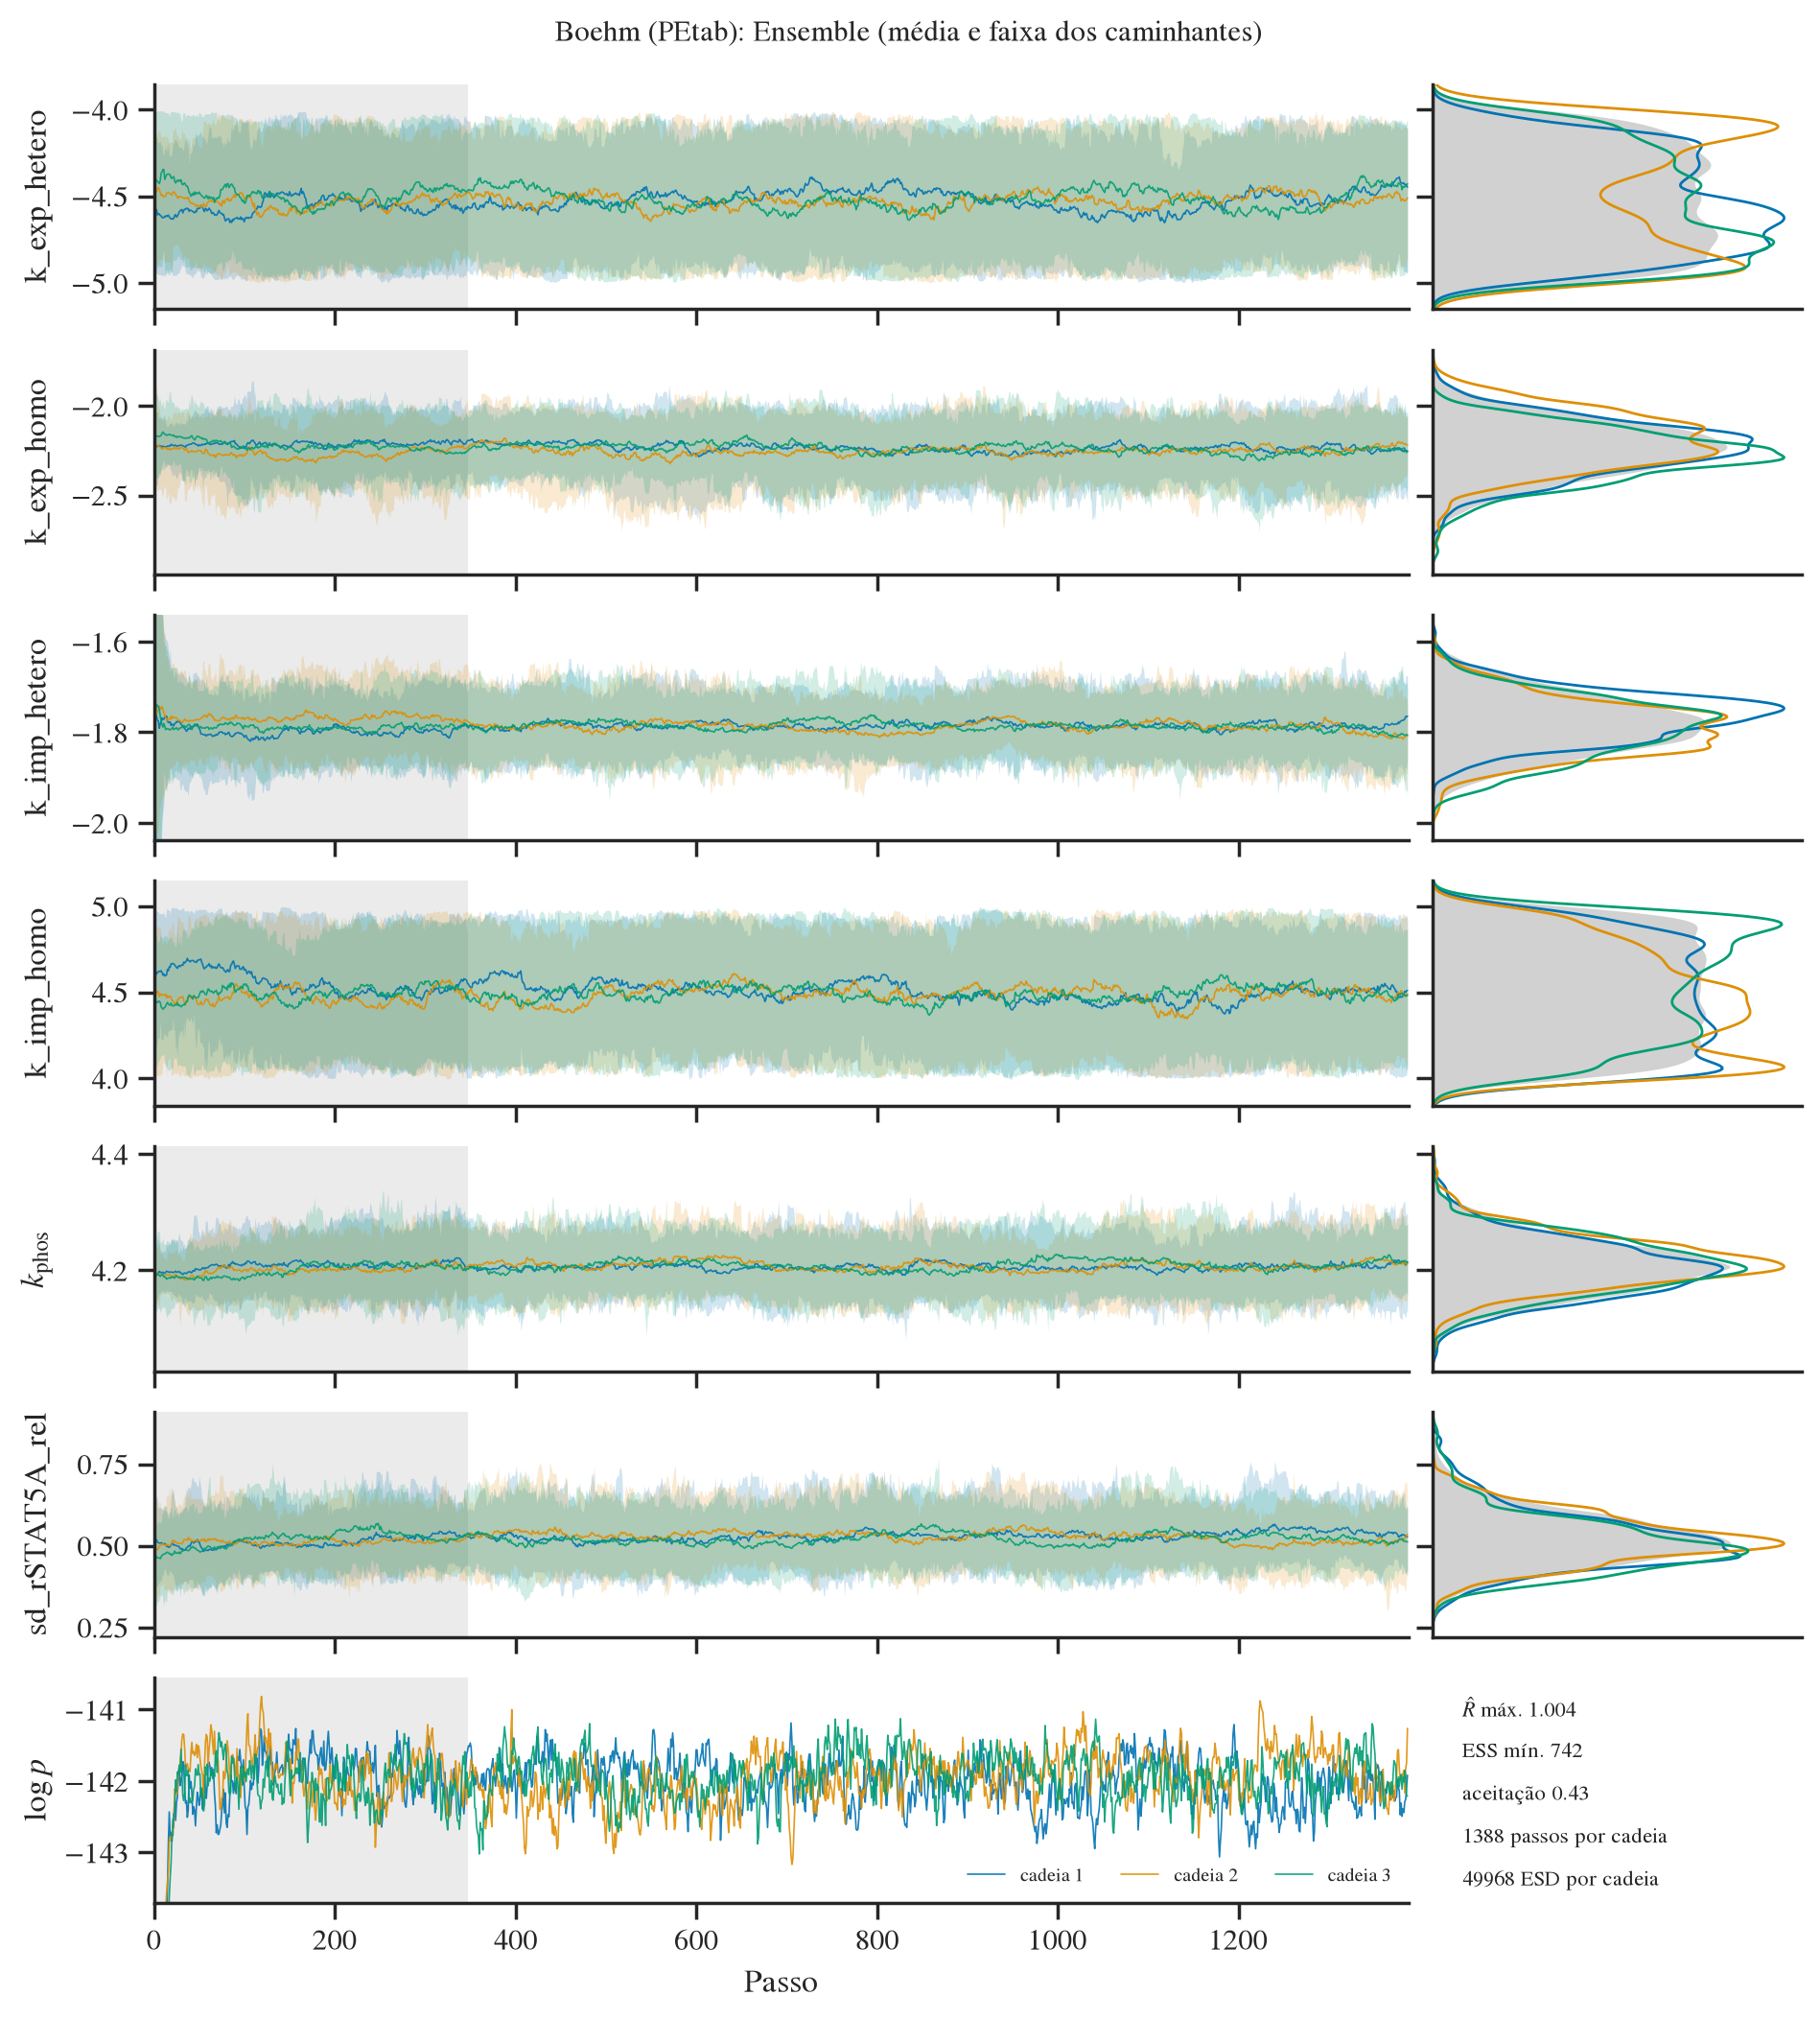 Boehm (PEtab): Ensemble (média e faixa dos caminhantes)
k_exp_hetero
−4.0
−4.5
−5.0
k_exp_homo
−2.0
−2.5
k_imp_hetero
−1.6
−1.8
−2.0
k_imp_homo
5.0
4.5
4.0
k_phos
4.4
4.2
sd_rSTAT5A_rel
0.75
0.50
0.25
log p
−141
−142
−143
cadeia 1
cadeia 2
cadeia 3
R̂ máx. 1.004
ESS mín. 742
aceitação 0.43
1388 passos por cadeia
49968 ESD por cadeia
0 200 400 600 800 1000 1200
Passo